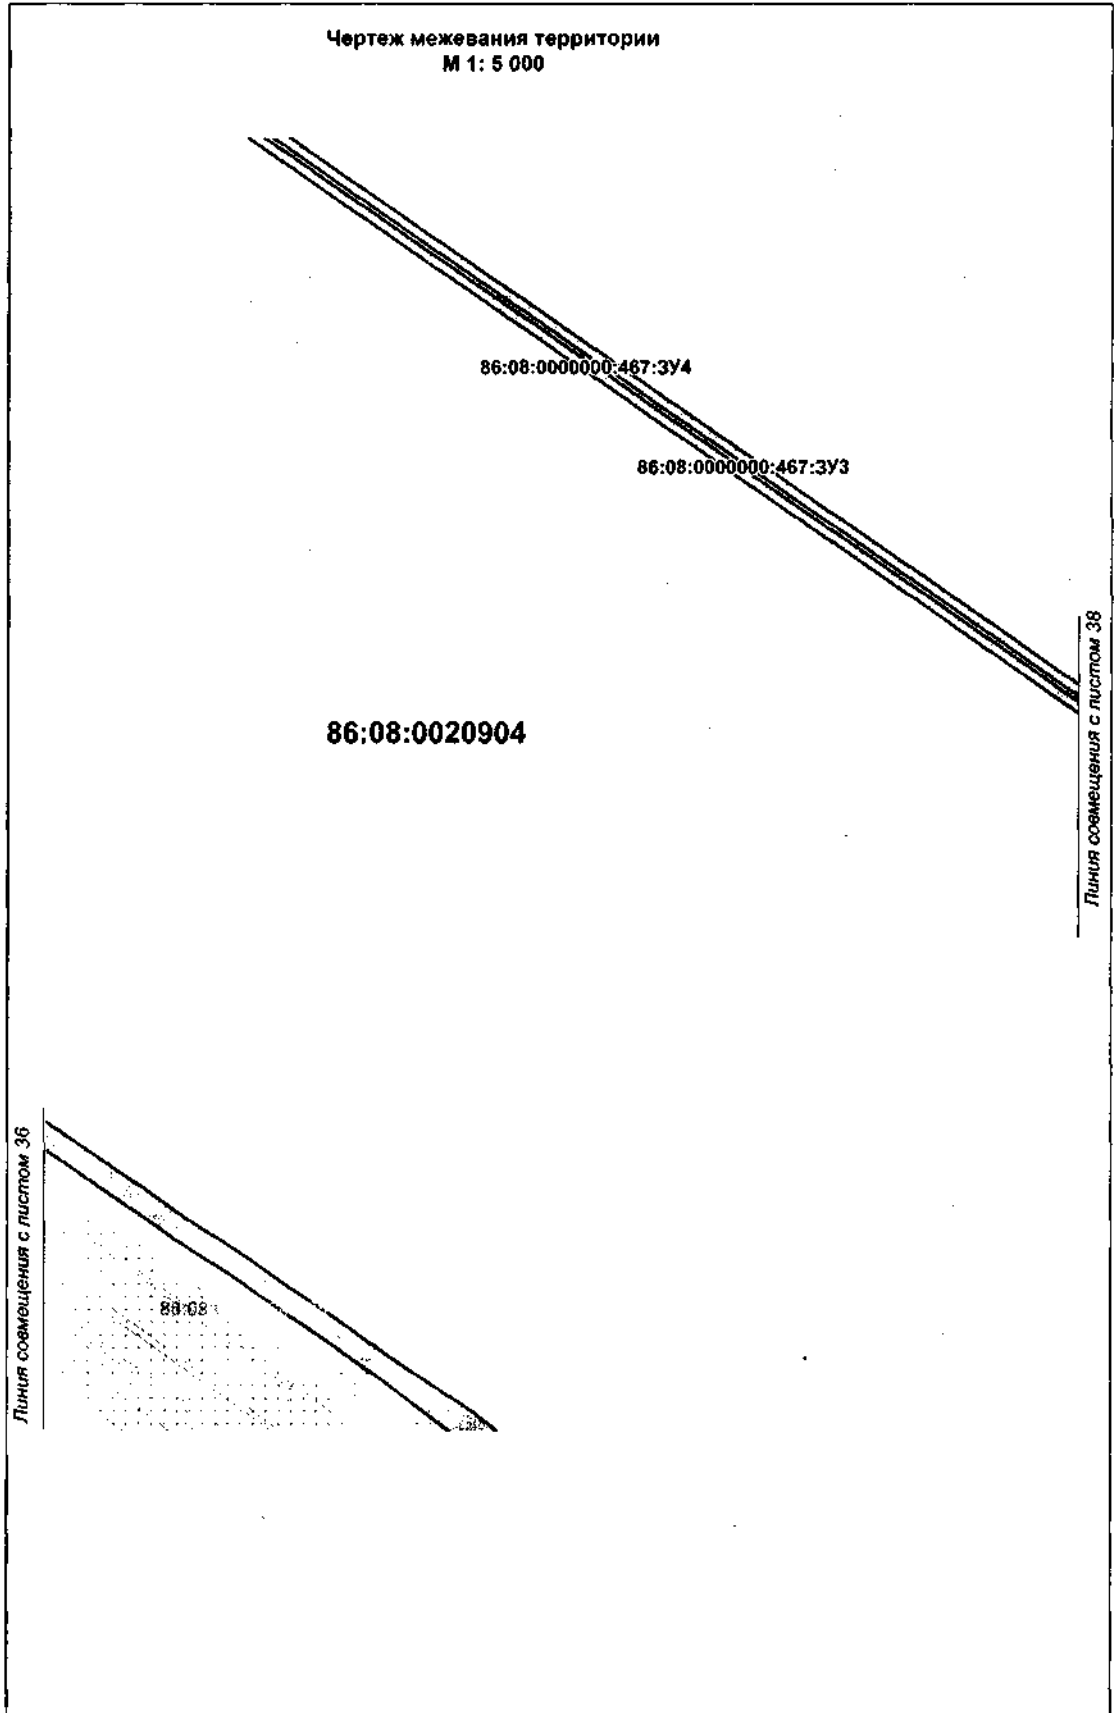 Чертеж межевания территории
М 1: 5 000
86:08:0000000:467:ЗУ4
86:08:0000000:467:ЗУ3
Линия совмещения с листом 38
86:08:0020904
Линия совмещения с листом 36
86:08